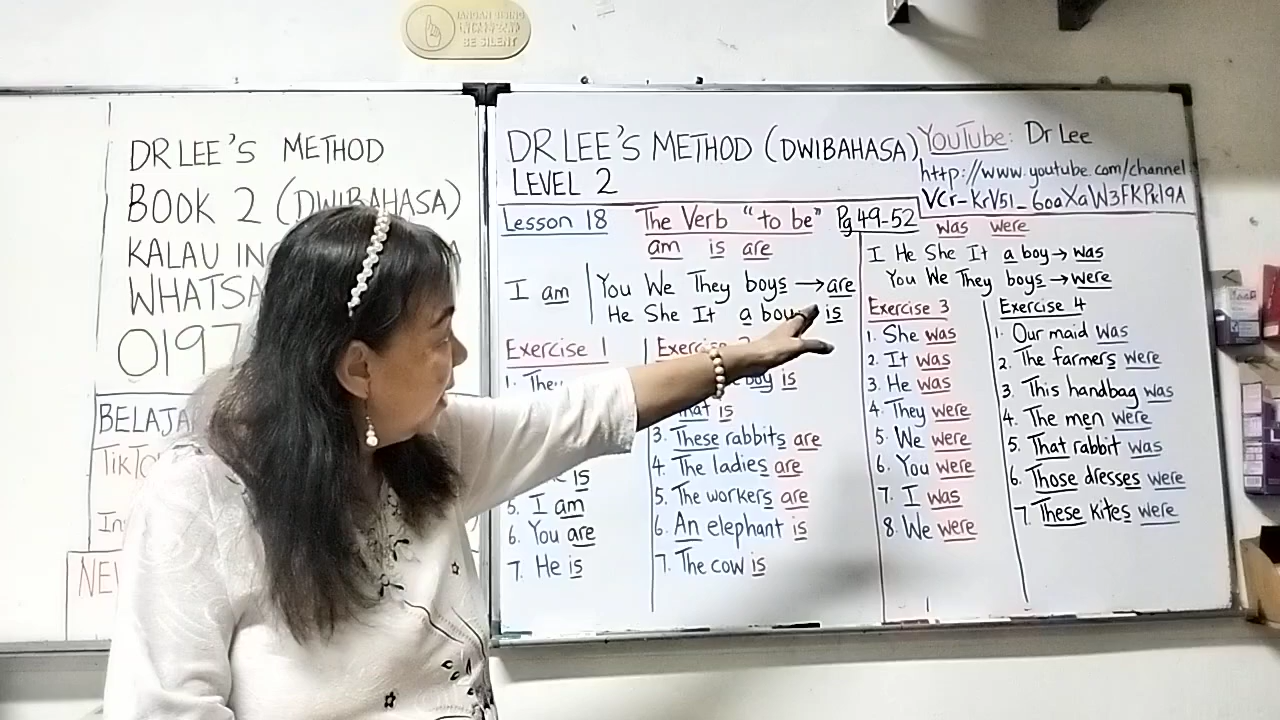 JANGAN BISING
BE SILENT
DR LEE'S METHOD
BOOK 2 (DWIBAHASA)
KALAU
WHATSA
0197
BELAJA
TikTo
In
NE
DR LEE'S METHOD (DWIBAHASA)
LEVEL 2
YouTube: Dr Lee
http://www.youtube.com/channel
VCr-KrV51_6oaXaW3FKPkl9A
Lesson 18 The Verb "to be" Pg 49-52
am is are
I am
You We They boys → are
He She It a boy is
was were
I He She It a boy → was
You We They boys → were
Exercise 1
1. The
is
5. I am
6. You are
7. He is
Exercise 2
boy is
That is
3. These rabbits are
4. The ladies are
5. The workers are
6. An elephant is
7. The cow is
Exercise 3
1. She was
2. It was
3. He was
4. They were
5. We were
6. You were
7. I was
8. We were
Exercise 4
1. Our maid was
2. The farmers were
3. This handbag was
4. The men were
5. That rabbit was
6. Those dresses were
7. These kites were